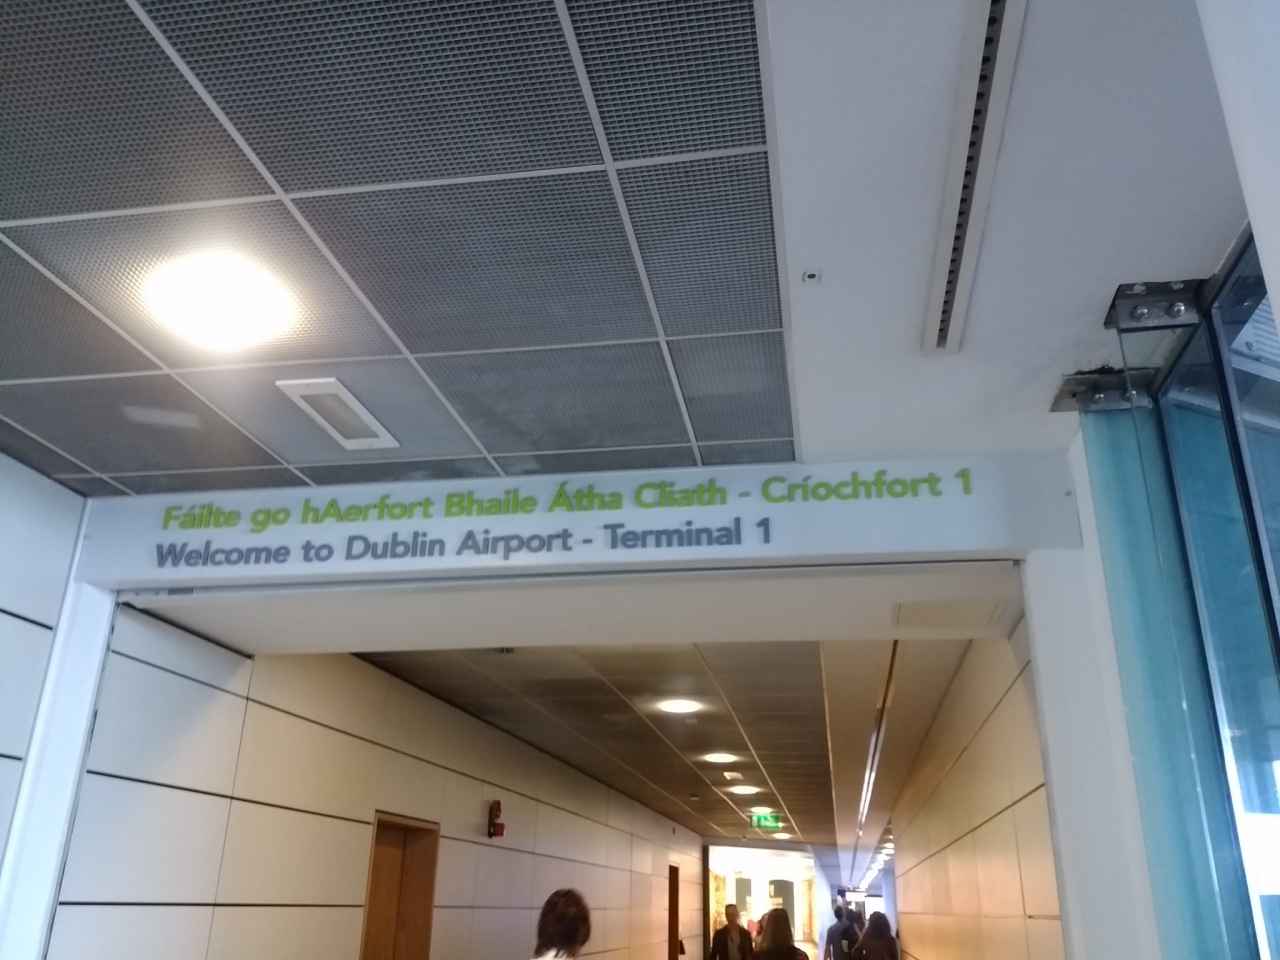 Fáilte go hAerfort Bhaile Átha Cliath - Críochfort 1
Welcome to Dublin Airport - Terminal 1